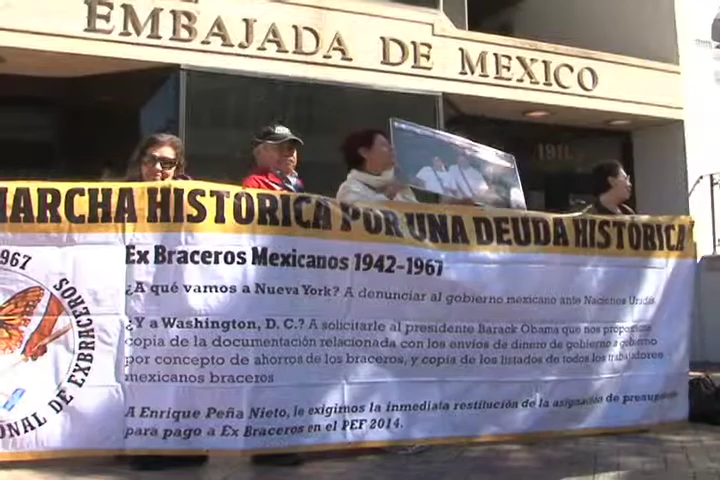 EMBAJADA DE MEXICO
1911
MARCHA HISTORICA POR UNA DEUDA HISTORICA
Ex Braceros Mexicanos 1942-1967
¿A qué vamos a Nueva York? A denunciar al gobierno mexicano ante Naciones Unidas.
¿Y a Washington, D. C.? A solicitarle al presidente Barack Obama que nos proporcione
copia de la documentación relacionada con los envíos de dinero de gobierno a gobierno
por concepto de ahorros de los braceros, y copia de los listados de todos los trabajadores
mexicanos braceros
A Enrique Peña Nieto, le exigimos la inmediata restitución de la asignación de presupuesto
para pago a Ex Braceros en el PEF 2014.
967
NAL DE EXBRACEROS